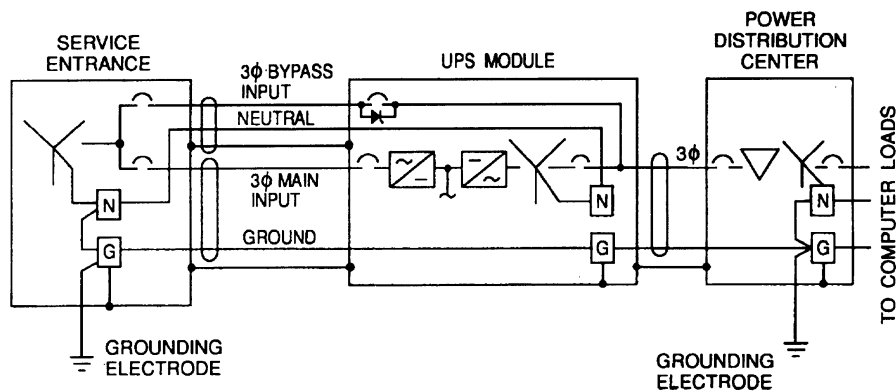 SERVICE
ENTRANCE
3ϕ BYPASS
INPUT
NEUTRAL
UPS MODULE
POWER
DISTRIBUTION
CENTER
3ϕ MAIN
INPUT
3ϕ
N
N
N
GROUND
G
G
G
GROUNDING
ELECTRODE
GROUNDING
ELECTRODE
TO COMPUTER LOADS